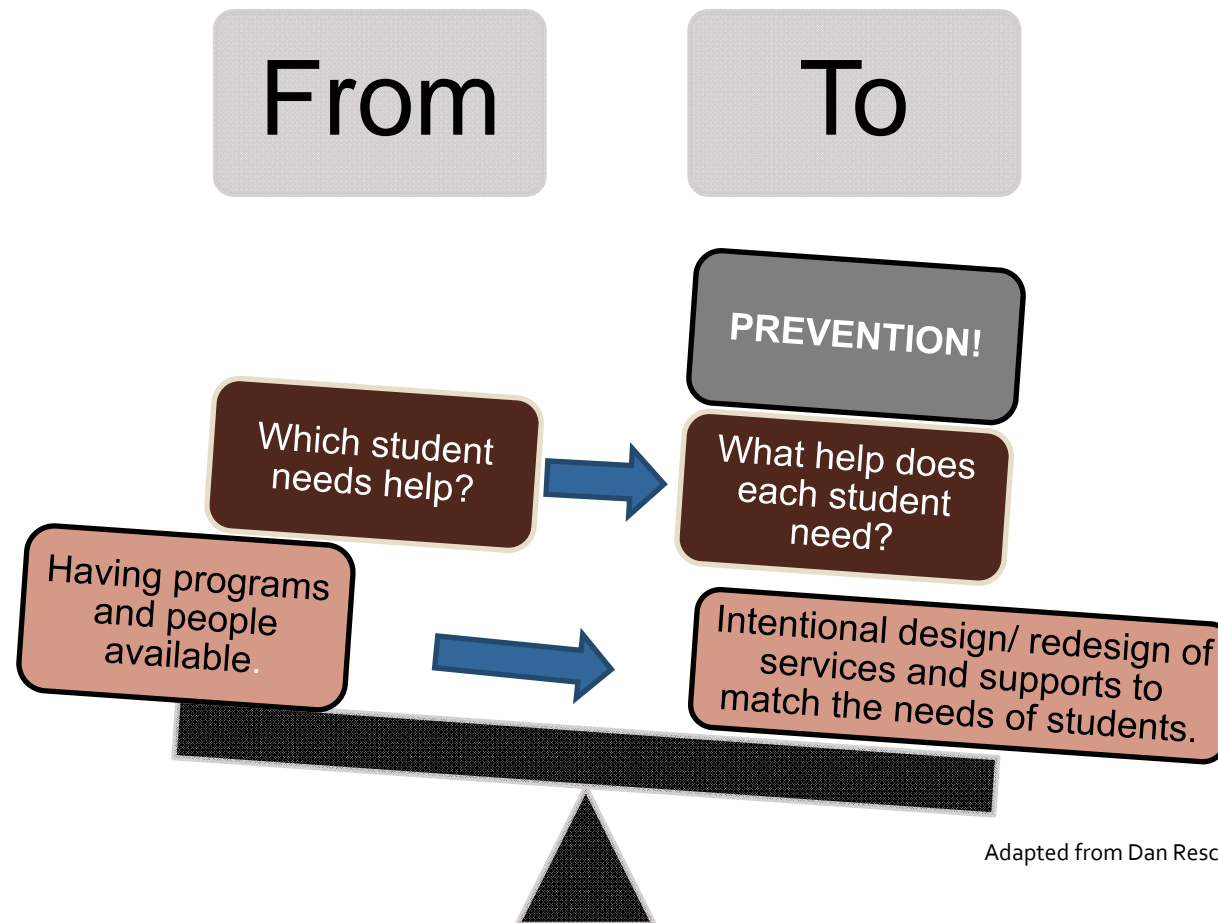 From
To
PREVENTION!
Which student
needs help?
What help does
each student
need?
Having programs
and people
available.
Intentional design/ redesign of
services and supports to
match the needs of students.
Adapted from Dan Resc